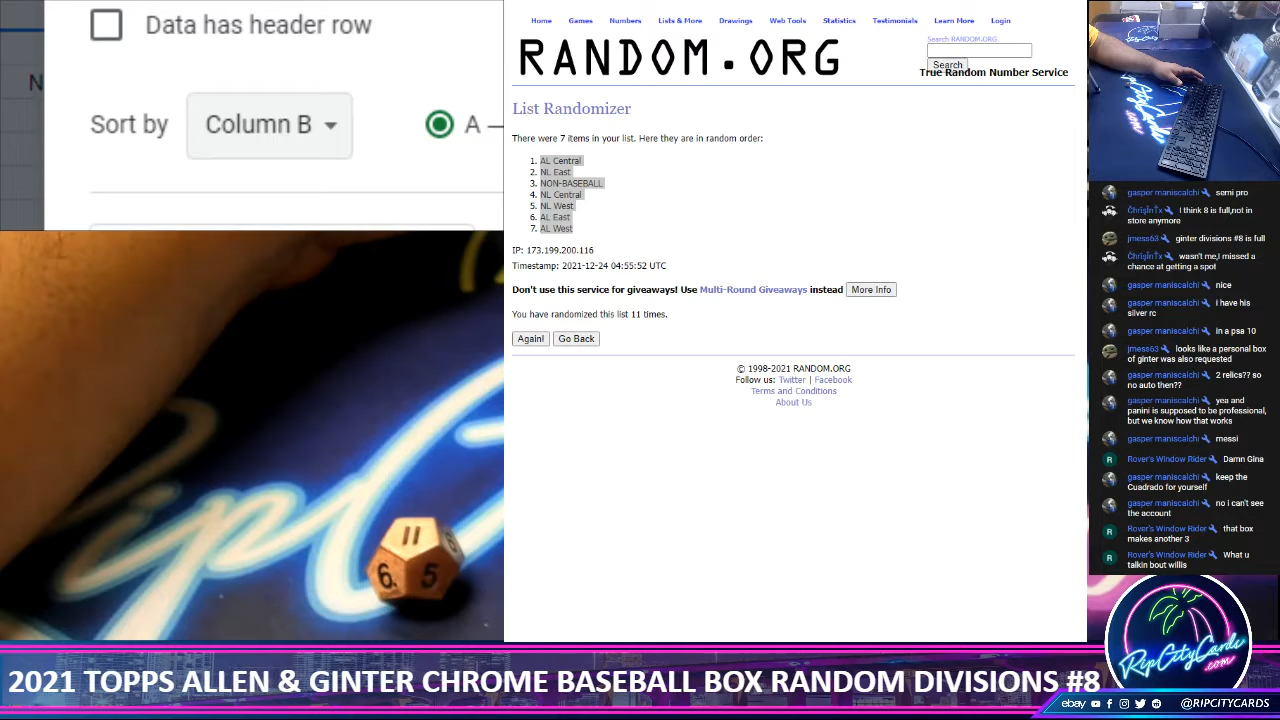 Data has header row
Sort by
Column B
A —
N
Home Games Numbers Lists & More Drawings Web Tools Statistics Testimonials Learn More Login
RANDOM.ORG
Search RANDOM.ORG
Search
True Random Number Service
List Randomizer
There were 7 items in your list. Here they are in random order:
1. AL Central
2. NL East
3. NON-BASEBALL
4. NL Central
5. NL West
6. AL East
7. AL West
IP: 173.199.200.116
Timestamp: 2021-12-24 04:55:52 UTC
Don't use this service for giveaways! Use Multi-Round Giveaways instead More Info
You have randomized this list 11 times.
Again! Go Back
© 1998-2021 RANDOM.ORG
Follow us: Twitter | Facebook
Terms and Conditions
About Us
11
6.
5
gasper maniscalchi semi pro
ČhrïşÍnŤx I think 8 is full,not in
store anymore
jmess63 ginter divisions #8 is full
ČhrïşÍnŤx wasn't me,I missed a
chance at getting a spot
gasper maniscalchi nice
gasper maniscalchi i have his
silver rc
gasper maniscalchi in a psa 10
jmess63 looks like a personal box
of ginter was also requested
gasper maniscalchi 2 relics?? so
no auto then??
gasper maniscalchi yea and
panini is supposed to be professional,
but we know how that works
gasper maniscalchi messi
R Rover's Window Rider Damn Gina
gasper maniscalchi keep the
Cuadrado for yourself
gasper maniscalchi no i can't see
the account
R Rover's Window Rider that box
makes another 3
R Rover's Window Rider What u
talkin bout willis
2021 TOPPS ALLEN & GINTER CHROME BASEBALL BOX RANDOM DIVISIONS #8
RipCityCards
.com
ebay @RIPCITYCARDS